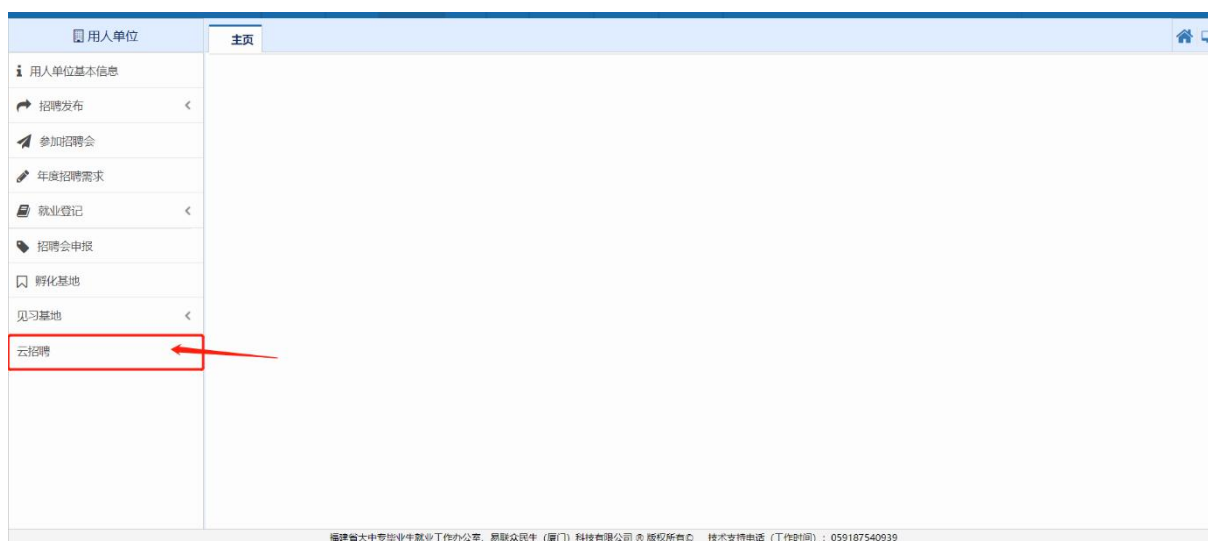 用人单位
主页
用人单位基本信息
招聘发布
参加招聘会
年度招聘需求
就业登记
招聘会申报
孵化基地
见习基地
云招聘
福建省大中专毕业生就业工作办公室、易联众民生（厦门）科技有限公司 © 版权所有© 技术支持电话（工作时间）：059187540939